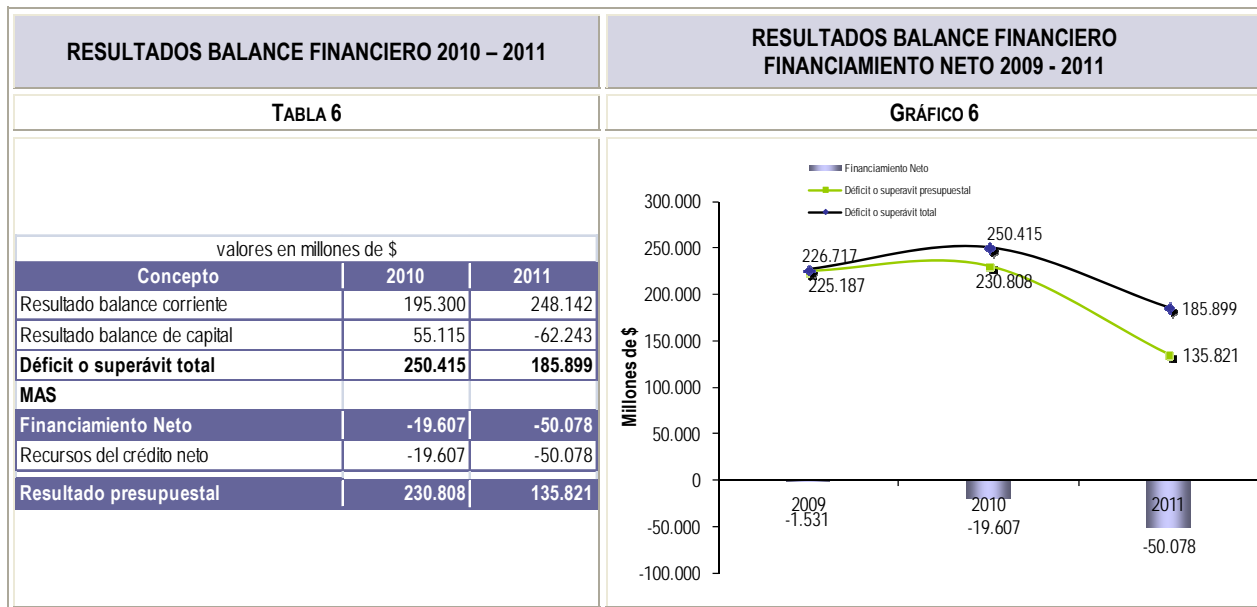 RESULTADOS BALANCE FINANCIERO 2010 – 2011
TABLA 6
valores en millones de $
Concepto 2010 2011
Resultado balance corriente 195.300 248.142
Resultado balance de capital 55.115 -62.243
Déficit o superávit total 250.415 185.899
MAS
Financiamiento Neto -19.607 -50.078
Recursos del crédito neto -19.607 -50.078
Resultado presupuestal 230.808 135.821
RESULTADOS BALANCE FINANCIERO
FINANCIAMIENTO NETO 2009 - 2011
GRÁFICO 6
Financiamiento Neto
Déficit o superavit presupuestal
Déficit o superávit total
Millones de $
300.000
250.000
200.000
150.000
100.000
50.000
0
-50.000
-100.000
226.717
225.187
250.415
230.808
185.899
135.821
2009
2010
2011
-1.531
-19.607
-50.078